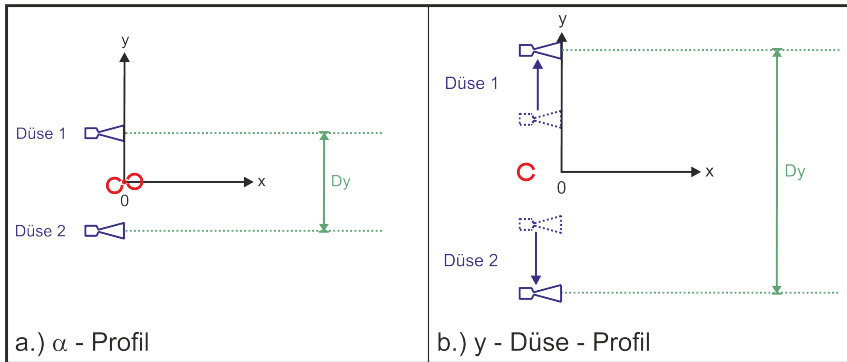 y
Düse 1
x
0
Dy
Düse 2
a.) α - Profil
y
Düse 1
x
0
Dy
Düse 2
b.) y - Düse - Profil